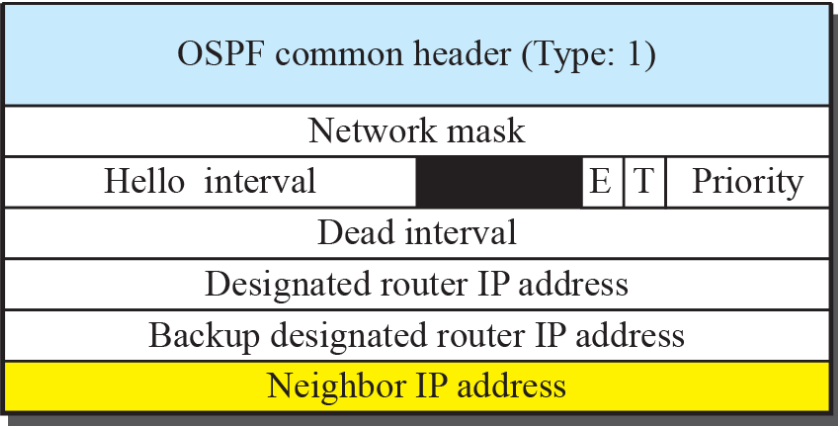 OSPF common header (Type: 1)
Network mask
Hello interval E T Priority
Dead interval
Designated router IP address
Backup designated router IP address
Neighbor IP address